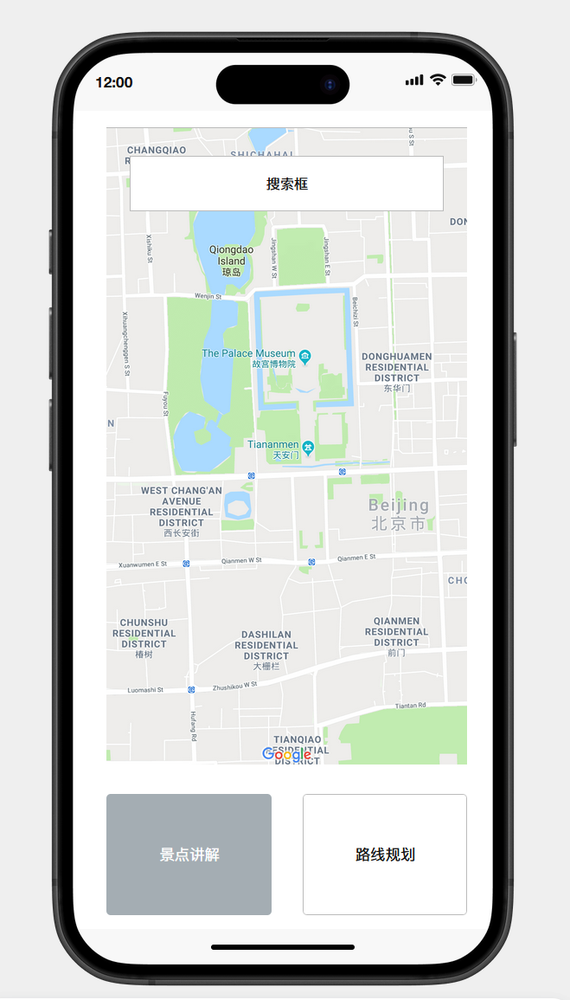 12:00
CHANGQIAO
SHICHAHAI
搜索框
DON
Xishiku St
Qiongdao
Island
琼岛
Jingshan W St
Jingshan E St
Wenjin St
Beichizi St
Xihuangchenggen S St
The Palace Museum
故宫博物院
DONGHUAMEN
RESIDENTIAL
DISTRICT
东华门
Fuyou St
N
Tiananmen
天安门
WEST CHANG'AN
AVENUE
RESIDENTIAL
DISTRICT
西长安街
Beijing
北京市
Xuanwumen E St
Qianmen W St
Qianmen E St
CHO
CHUNSHU
RESIDENTIAL
DISTRICT
椿树
DASHILAN
RESIDENTIAL
DISTRICT
大栅栏
QIANMEN
RESIDENTIAL
DISTRICT
前门
Luomashi St
Zhushikou W St
Tiantan Rd
Hufang Rd
TIANQIAO
RESIDENTIAL
DISTRICT
Google
景点讲解
路线规划